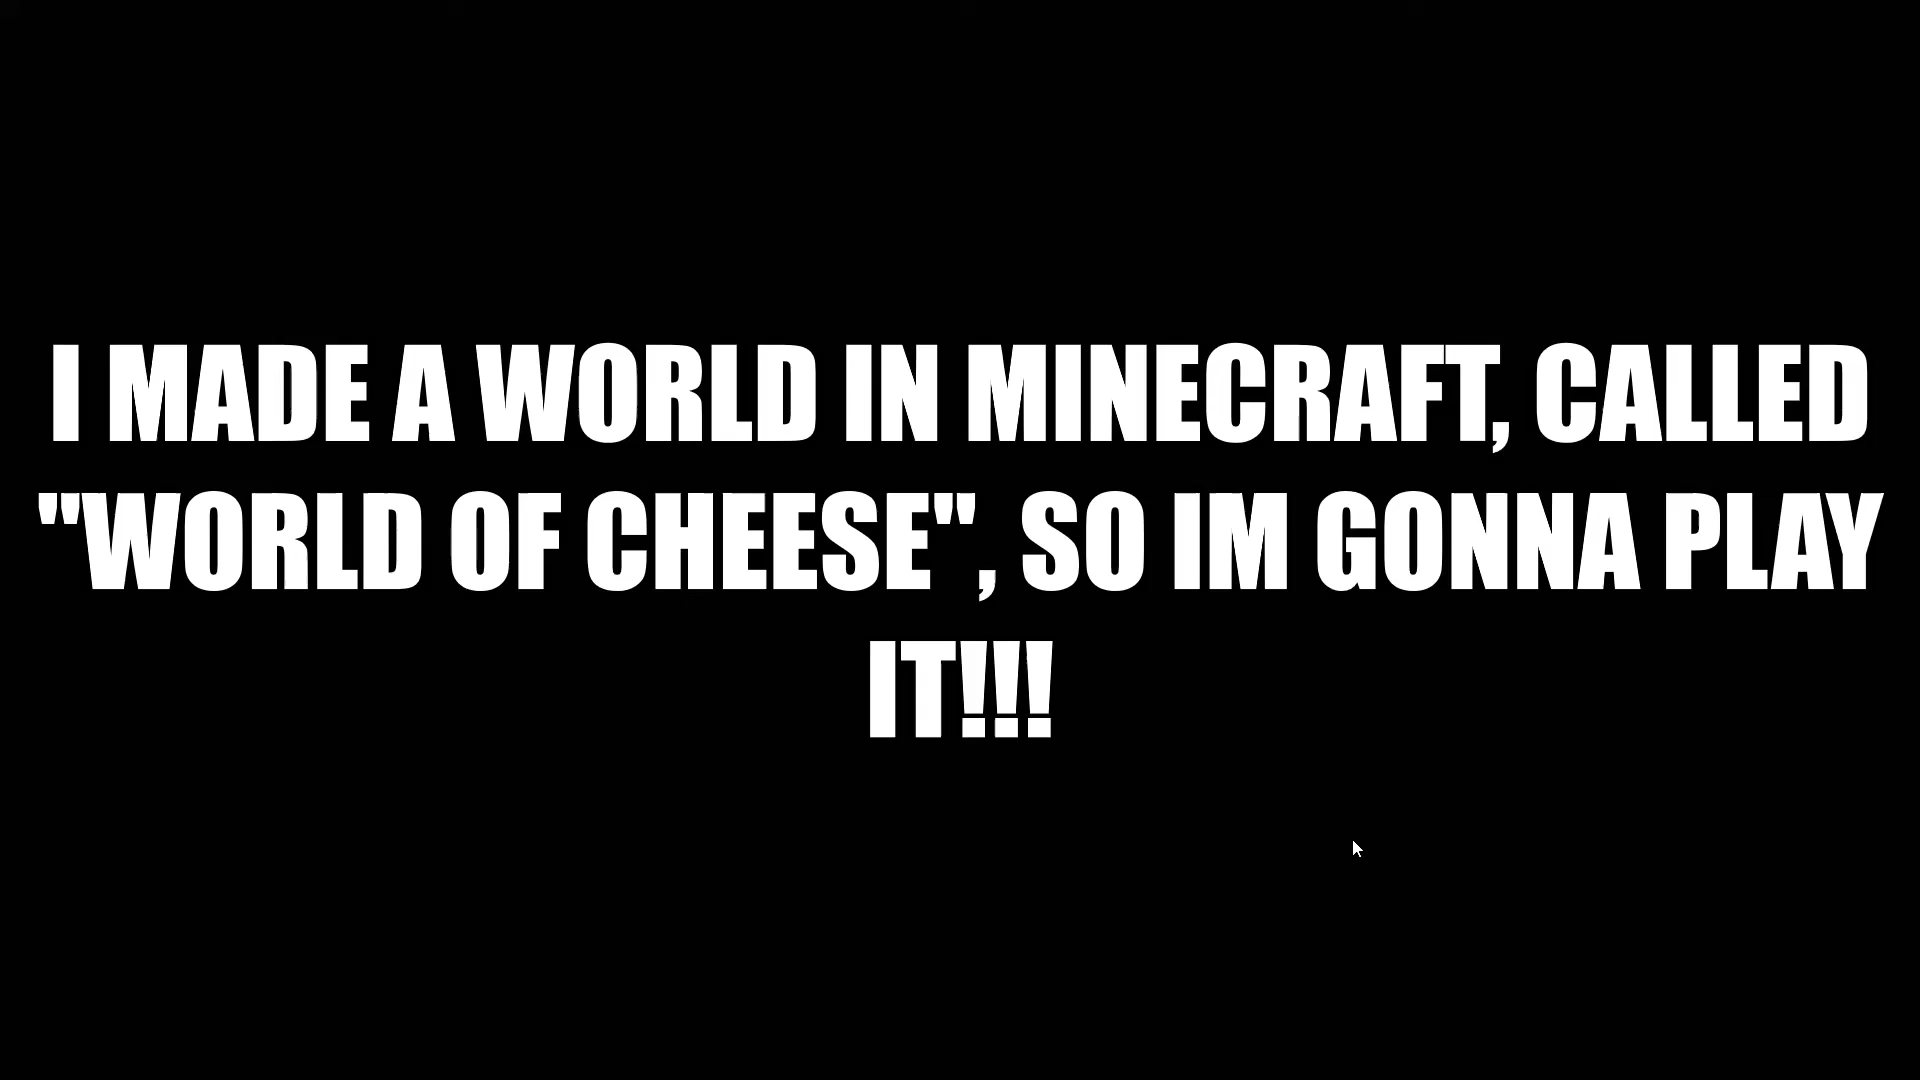 I MADE A WORLD IN MINECRAFT, CALLED
"WORLD OF CHEESE", SO IM GONNA PLAY
IT!!!